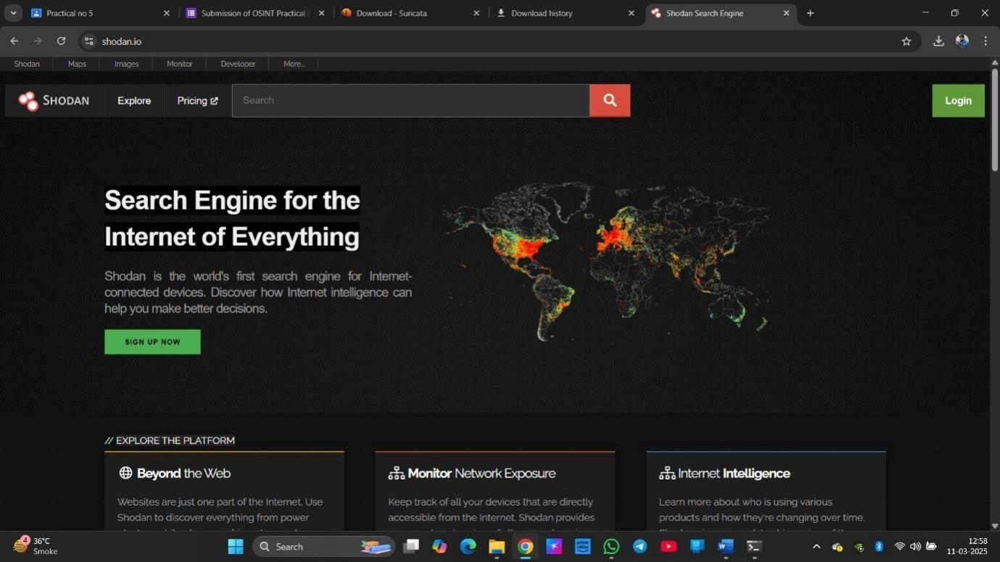 Practical no 5
Submission of OSINT Practical
Download - Suricata
Download history
Shodan Search Engine
shodan.io
Shodan
Maps
Images
Monitor
Developer
More...
SHODAN
Explore
Pricing
Search
Login
Search Engine for the
Internet of Everything
Shodan is the world's first search engine for Internet-
connected devices. Discover how Internet intelligence can
help you make better decisions.
SIGN UP NOW
// EXPLORE THE PLATFORM
Beyond the Web
Websites are just one part of the Internet. Use
Shodan to discover everything from power
Monitor Network Exposure
Keep track of all your devices that are directly
accessible from the Internet. Shodan provides
Internet Intelligence
Learn more about who is using various
products and how they're changing over time.
4
36°C
Smoke
Search
prime video
12:58
11-03-2025